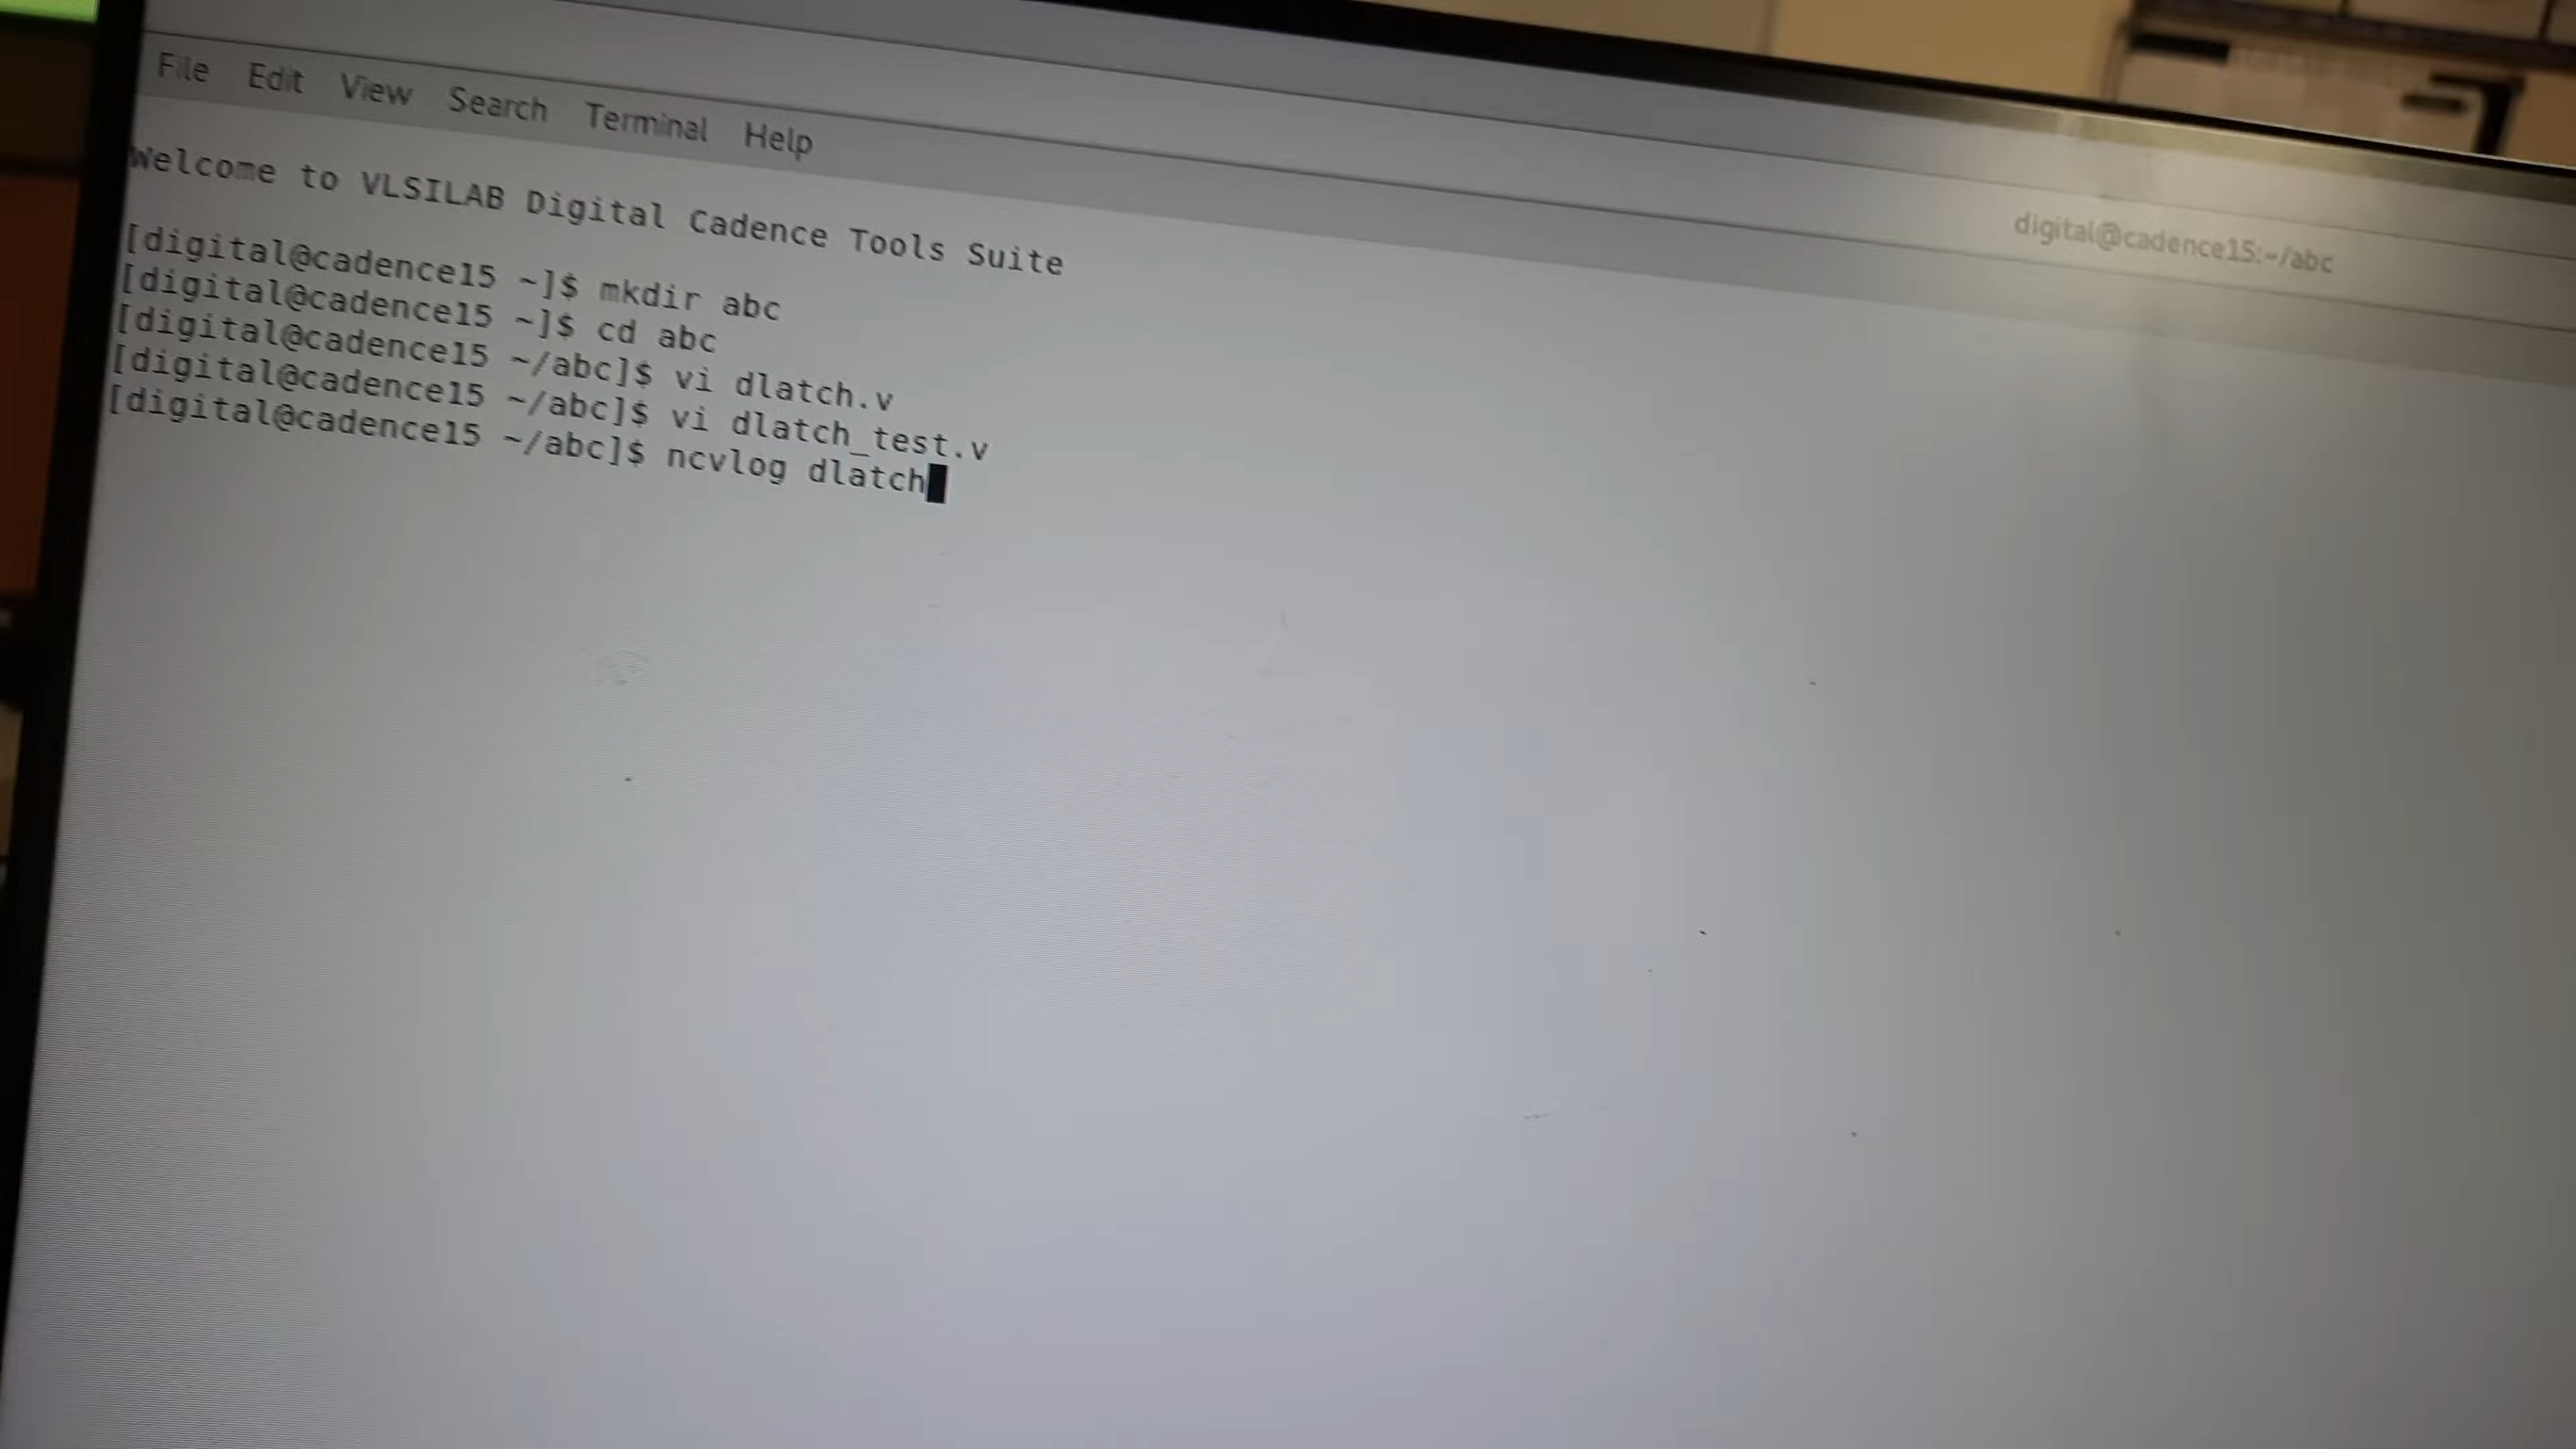 File Edit View Search Terminal Help
digital@cadence15:~/abc
Welcome to VLSILAB Digital Cadence Tools Suite
[digital@cadence15 ~]$ mkdir abc
[digital@cadence15 ~]$ cd abc
[digital@cadence15 ~/abc]$ vi dlatch.v
[digital@cadence15 ~/abc]$ vi dlatch_test.v
[digital@cadence15 ~/abc]$ ncvlog dlatch